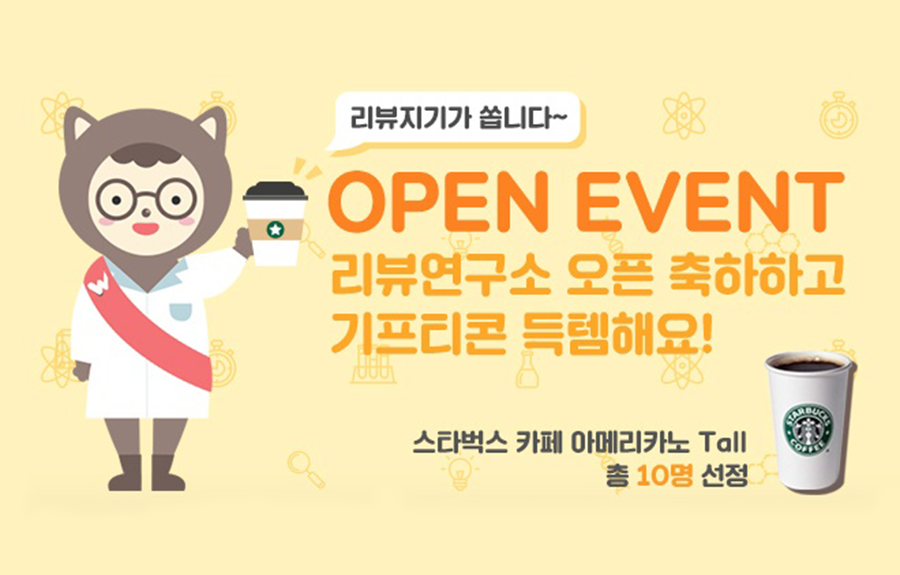 리뷰지기가 쏩니다~
OPEN EVENT
리뷰연구소 오픈 축하하고
기프티콘 득템해요!
W
스타벅스 카페 아메리카노 Tall
총 10명 선정
STARBUCKS
COFFEE